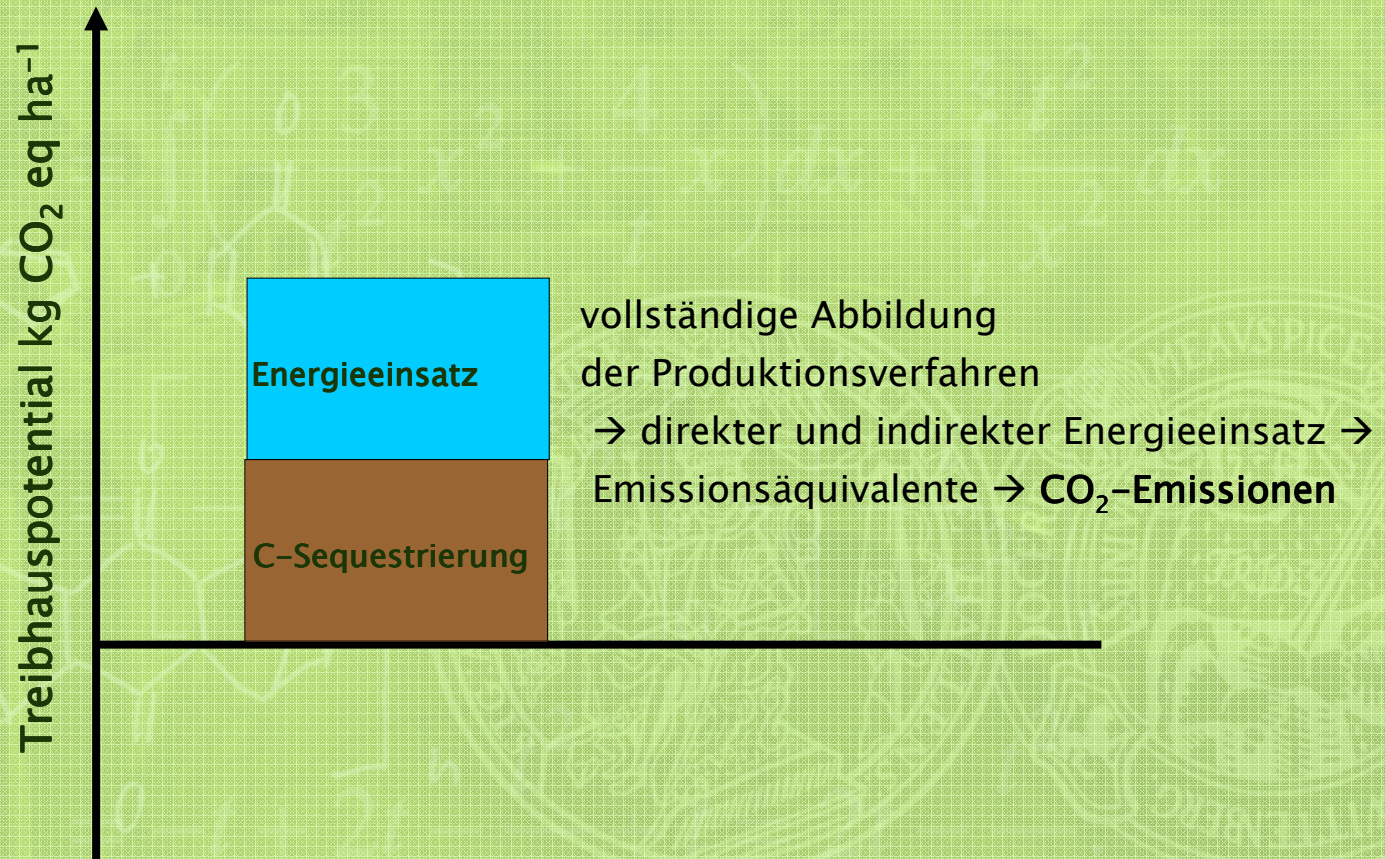 Treibhauspotential kg CO₂ eq ha⁻¹
Energieeinsatz
C-Sequestrierung
vollständige Abbildung
der Produktionsverfahren
→ direkter und indirekter Energieeinsatz →
Emissionsäquivalente → CO₂-Emissionen